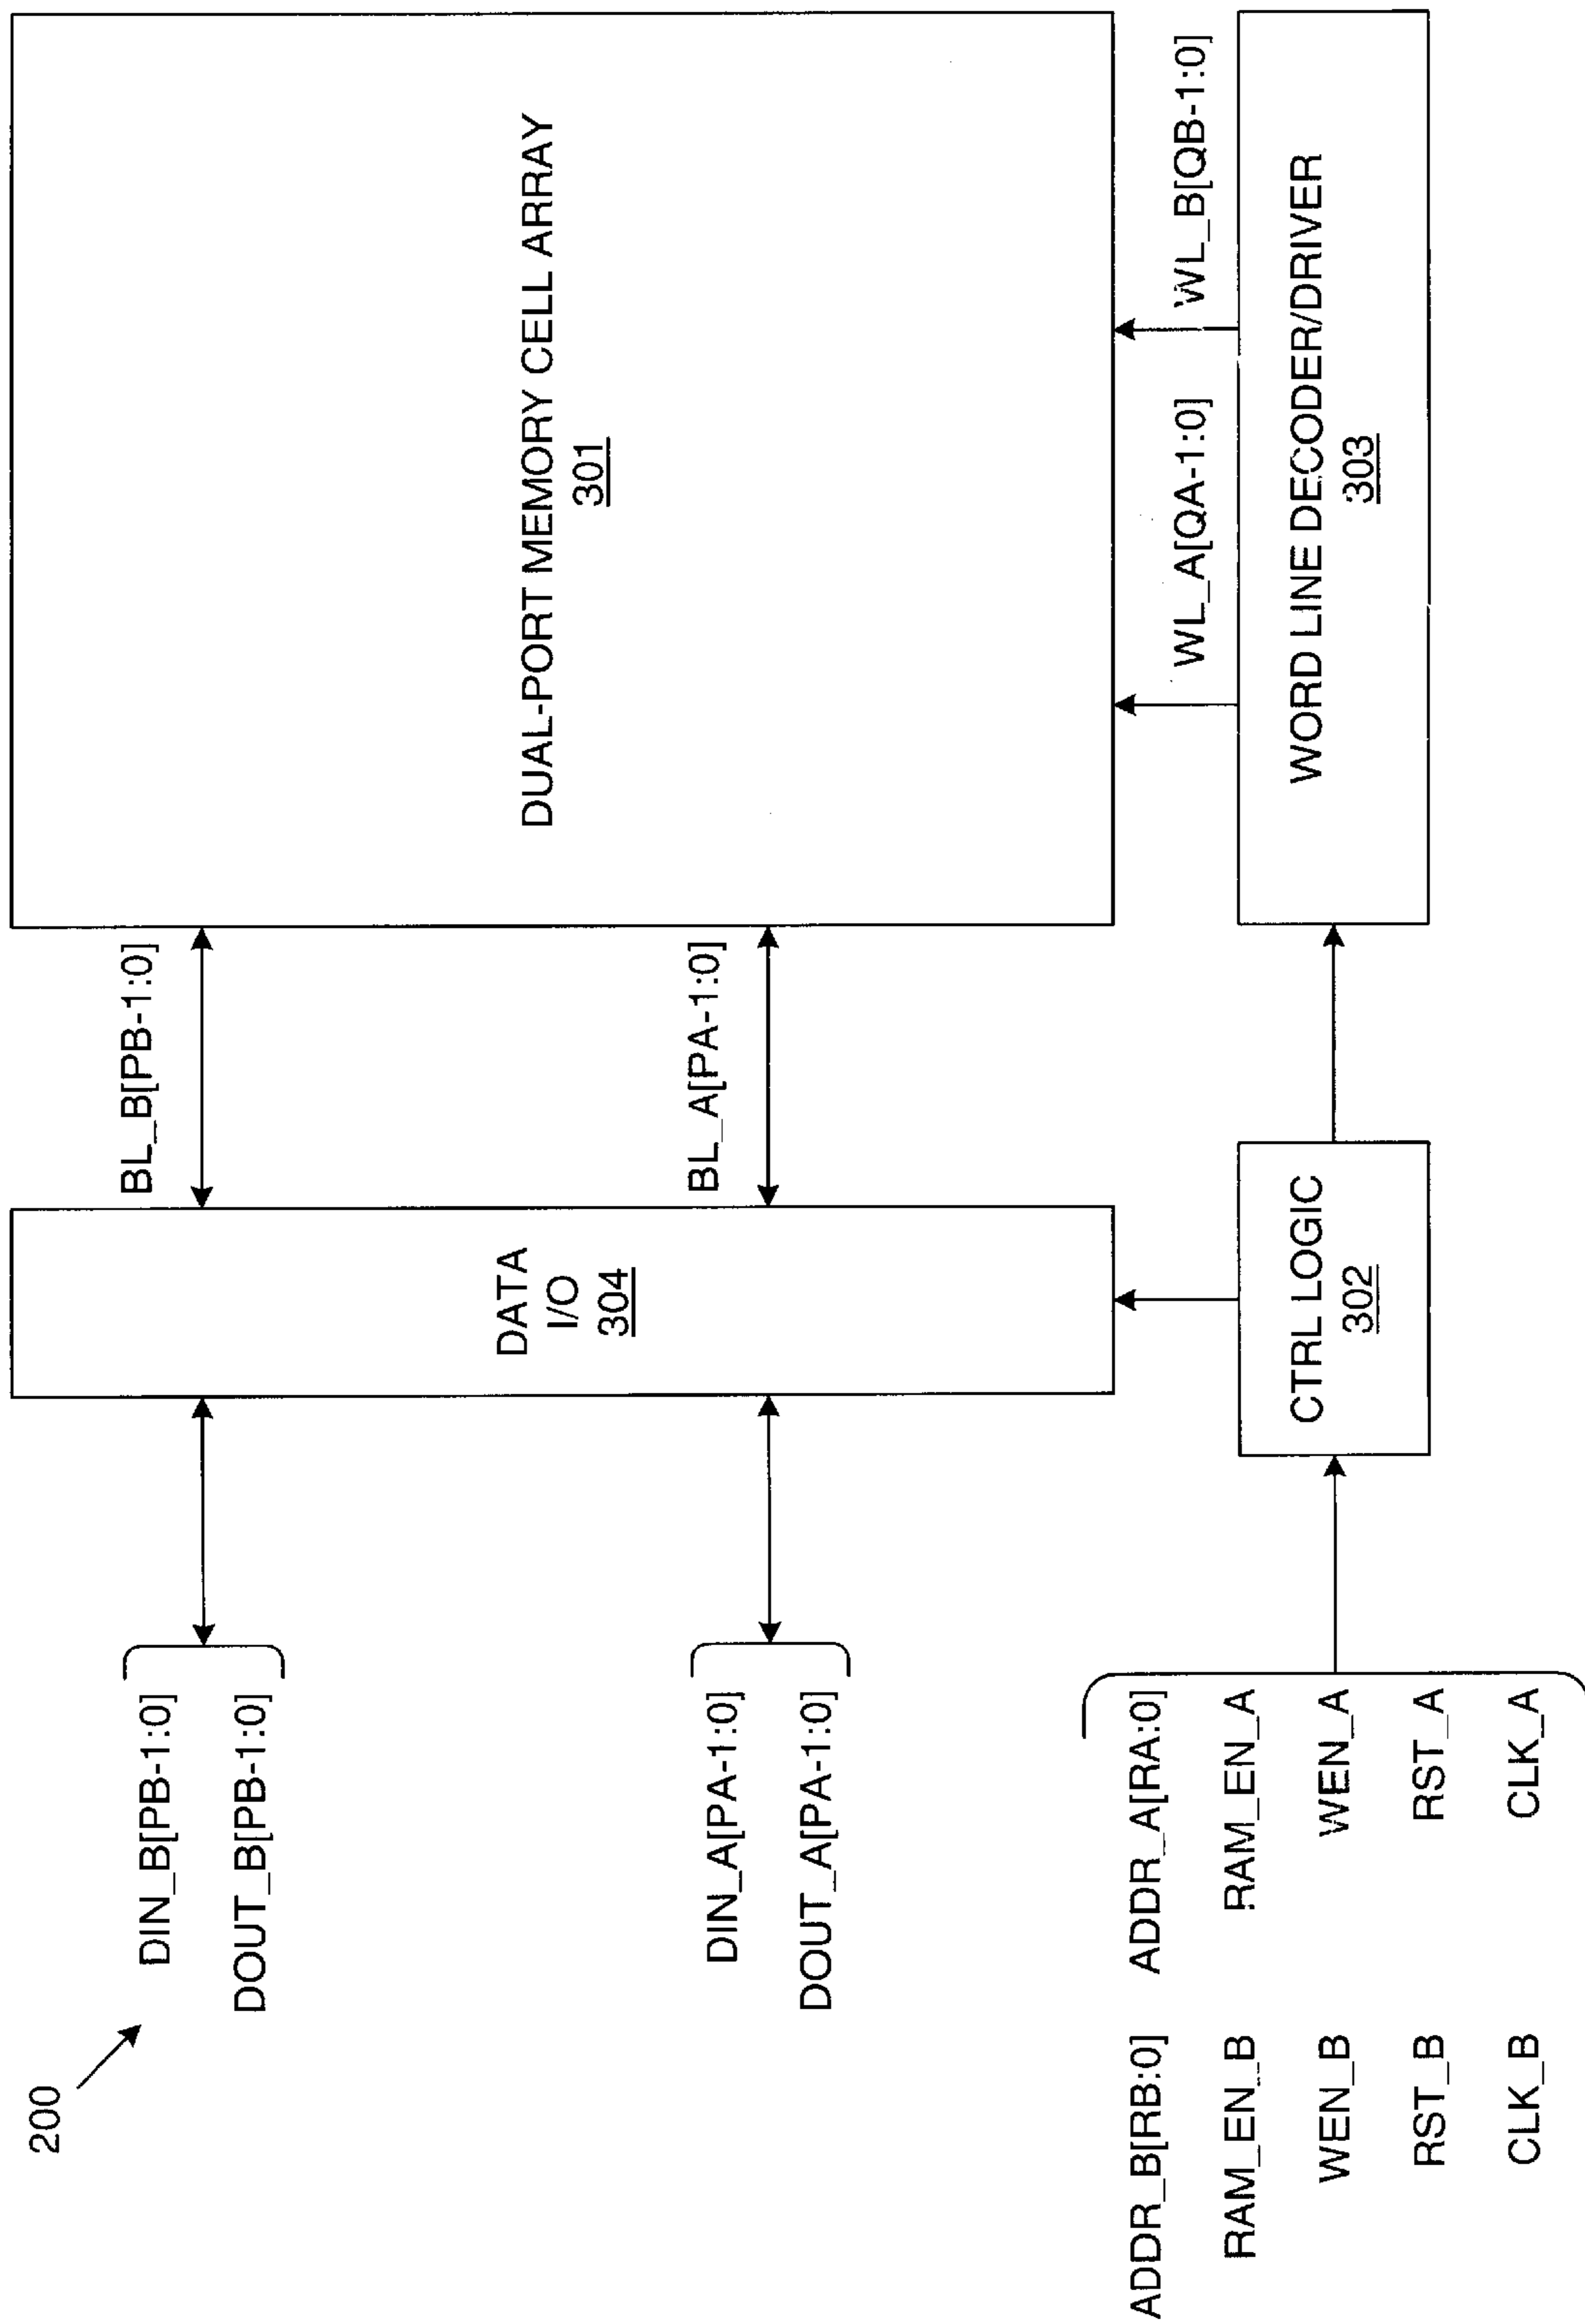 200
DIN_B[PB-1:0]
DOUT_B[PB-1:0]
BL_B[PB-1:0]
DATA
I/O
304
DUAL-PORT MEMORY CELL ARRAY
301
DIN_A[PA-1:0]
DOUT_A[PA-1:0]
BL_A[PA-1:0]
WL_A[QA-1:0]
WL_B[QB-1:0]
ADDR_B[RB:0] ADDR_A[RA:0]
RAM_EN_B RAM_EN_A
WEN_B WEN_A
RST_B RST_A
CLK_B CLK_A
CTRL LOGIC
302
WORD LINE DECODER/DRIVER
303